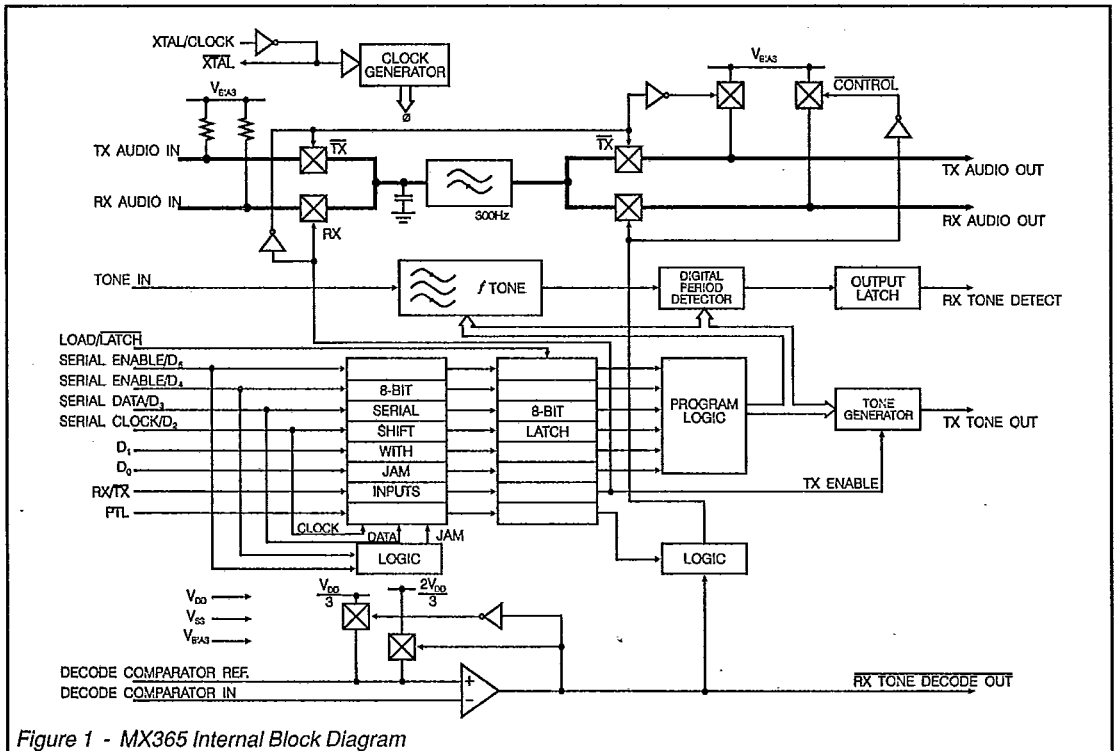 XTAL/CLOCK
XTAL
CLOCK
GENERATOR
ø
VBIAS
VBIAS
CONTROL
TX AUDIO IN
TX
TX
TX AUDIO OUT
RX AUDIO IN
RX
300Hz
RX AUDIO OUT
TONE IN
f TONE
DIGITAL
PERIOD
DETECTOR
OUTPUT
LATCH
RX TONE DETECT
LOAD/LATCH
SERIAL ENABLE/D5
SERIAL ENABLE/D4
SERIAL DATA/D3
SERIAL CLOCK/D2
D1
D0
RX/TX
PTL
8-BIT
SERIAL
SHIFT
WITH
JAM
INPUTS
8-BIT
LATCH
PROGRAM
LOGIC
TONE
GENERATOR
TX TONE OUT
TX ENABLE
CLOCK
DATA
JAM
LOGIC
LOGIC
VDD
VSS
VBIAS
VDD
3
2VDD
3
DECODE COMPARATOR REF.
DECODE COMPARATOR IN
+
−
RX TONE DECODE OUT
Figure 1 - MX365 Internal Block Diagram